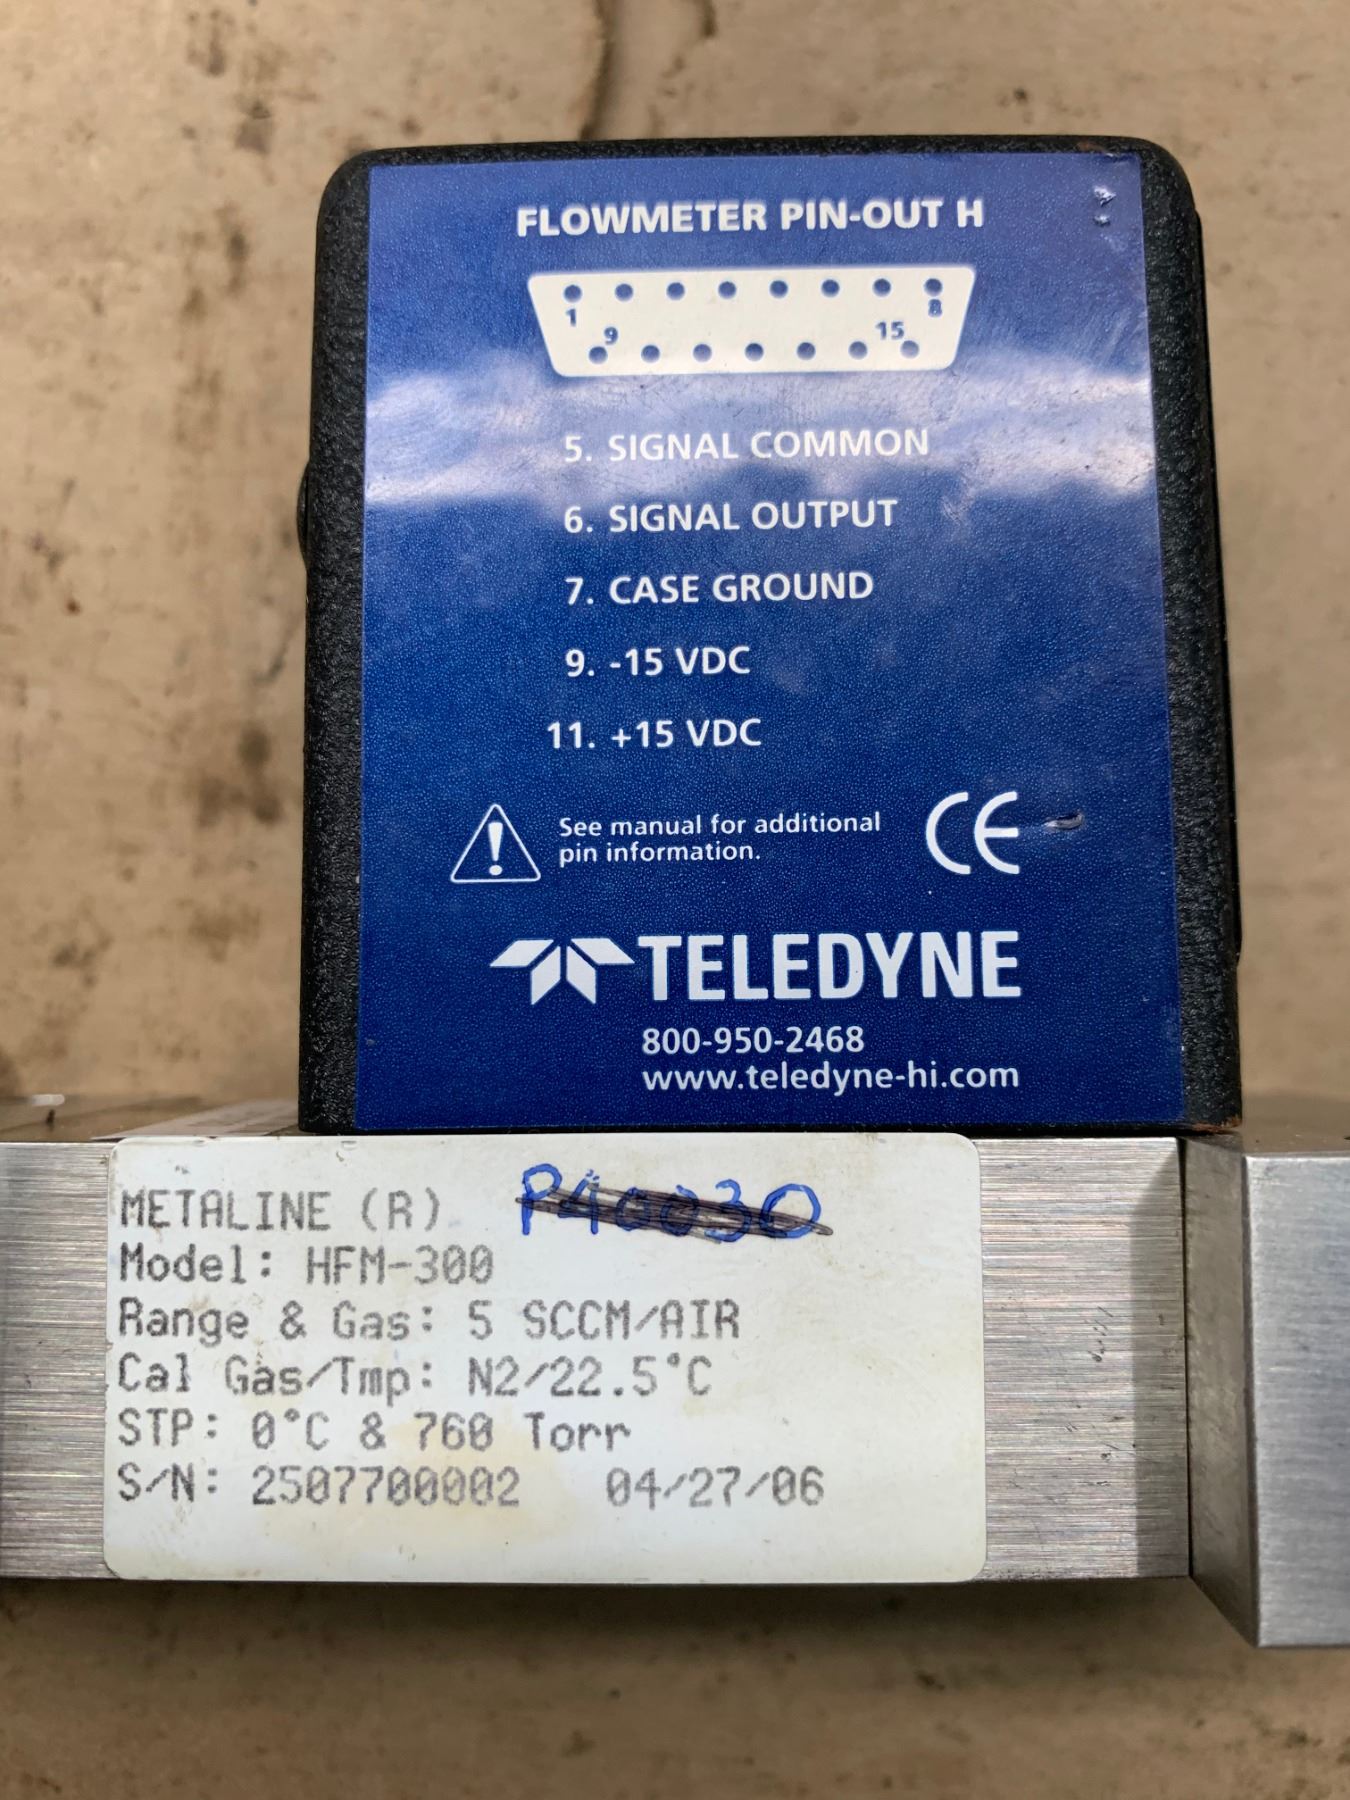 FLOWMETER PIN-OUT H
1 8
9 15
5. SIGNAL COMMON
6. SIGNAL OUTPUT
7. CASE GROUND
9. -15 VDC
11. +15 VDC
See manual for additional
pin information.
CE
TELEDYNE
800-950-2468
www.teledyne-hi.com
METALINE (R) P40030
Model: HFM-300
Range & Gas: 5 SCCM/AIR
Cal Gas/Tmp: N2/22.5°C
STP: 0°C & 760 Torr
S/N: 2507700002 04/27/06